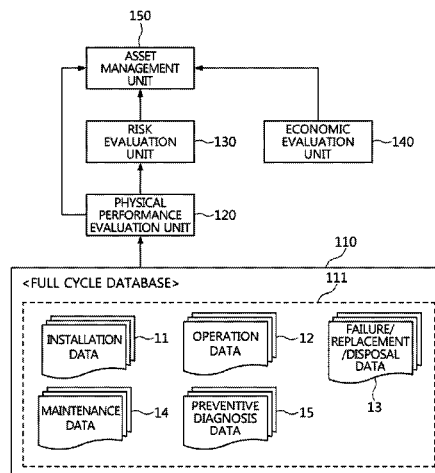 150
ASSET
MANAGEMENT
UNIT
RISK
EVALUATION
UNIT
130
ECONOMIC
EVALUATION
UNIT
140
PHYSICAL
PERFORMANCE
EVALUATION UNIT
120
110
<FULL CYCLE DATABASE>
111
INSTALLATION
DATA
11
OPERATION
DATA
12
FAILURE/
REPLACEMENT
/DISPOSAL
DATA
13
MAINTENANCE
DATA
14
PREVENTIVE
DIAGNOSIS
DATA
15